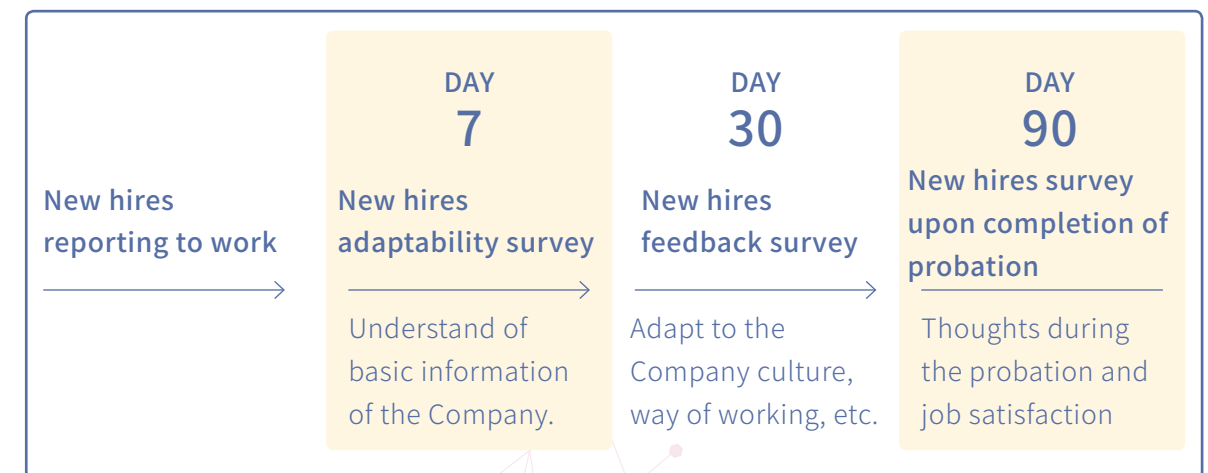 New hires
reporting to work
DAY
7
New hires
adaptability survey
Understand of
basic information
of the Company.
DAY
30
New hires
feedback survey
Adapt to the
Company culture,
way of working, etc.
DAY
90
New hires survey
upon completion of
probation
Thoughts during
the probation and
job satisfaction